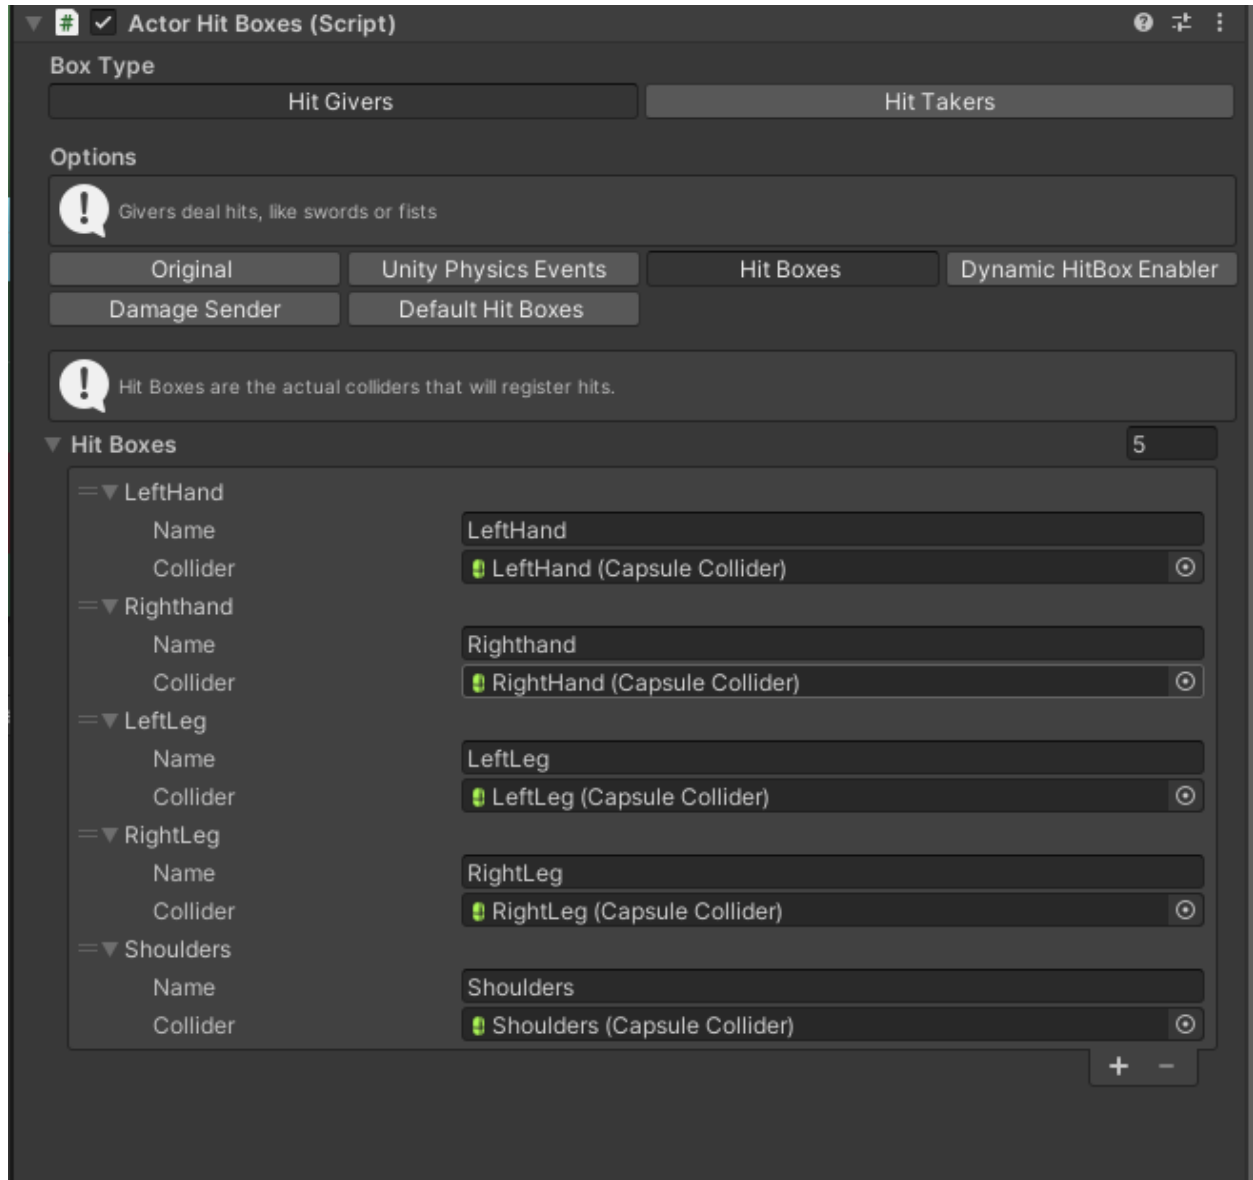 Actor Hit Boxes (Script)
Box Type
Hit Givers Hit Takers
Options
Givers deal hits, like swords or fists
Original Unity Physics Events Hit Boxes Dynamic HitBox Enabler
Damage Sender Default Hit Boxes
Hit Boxes are the actual colliders that will register hits.
Hit Boxes 5
LeftHand
Name LeftHand
Collider LeftHand (Capsule Collider)
Righthand
Name Righthand
Collider RightHand (Capsule Collider)
LeftLeg
Name LeftLeg
Collider LeftLeg (Capsule Collider)
RightLeg
Name RightLeg
Collider RightLeg (Capsule Collider)
Shoulders
Name Shoulders
Collider Shoulders (Capsule Collider)